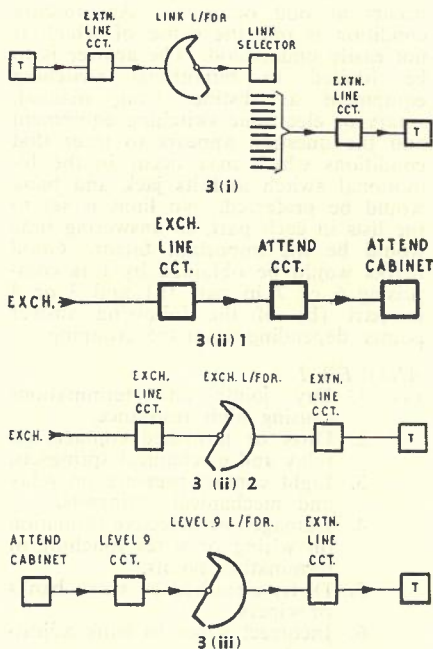 EXTN.
LINE
CCT.
LINK L/FDR.
LINK
SELECTOR
T
EXTN.
LINE
CCT.
T
3 (i)
EXCH.
LINE
CCT.
ATTEND
CCT.
ATTEND
CABINET
EXCH.
3 (ii) 1
EXCH.
LINE
CCT.
EXCH. L/FDR.
EXTN.
LINE
CCT.
EXCH.
T
3 (ii) 2
ATTEND
CABINET
LEVEL 9
CCT.
LEVEL 9 L/FDR.
EXTN.
LINE
CCT.
T
3 (iii)